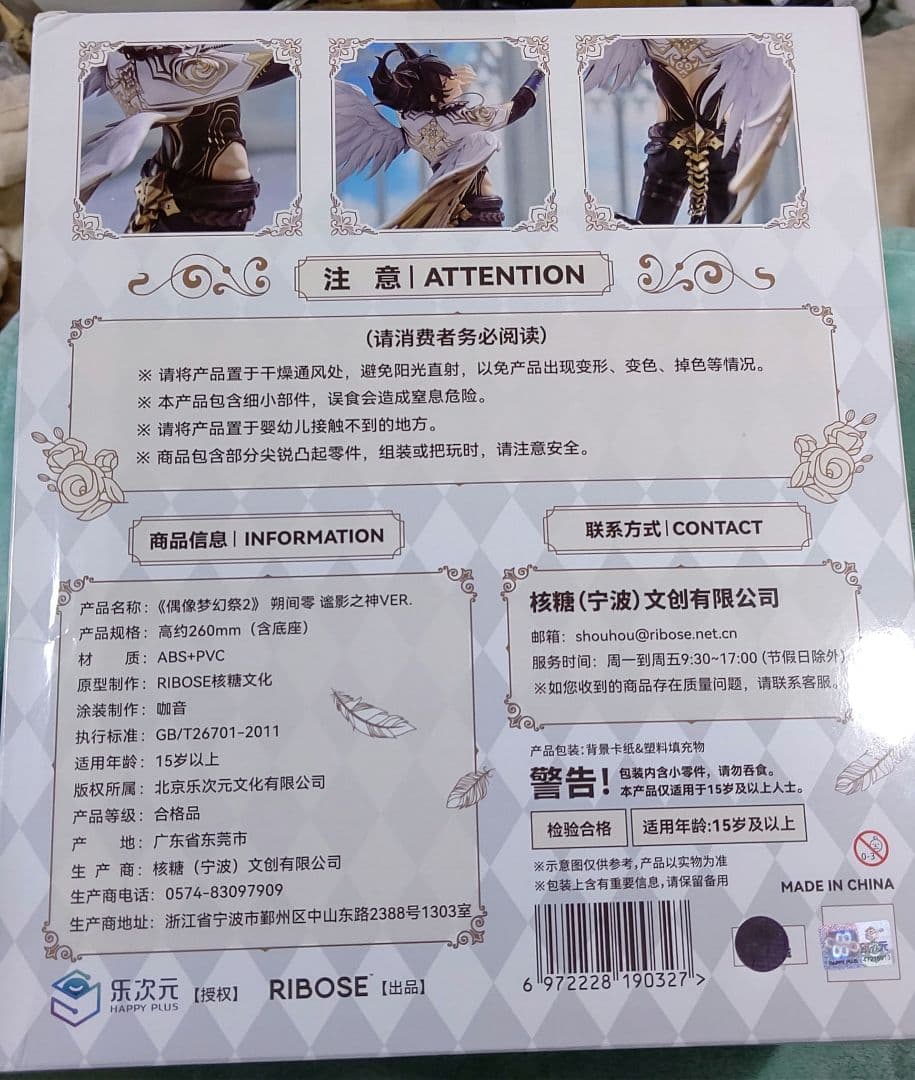 注 意 | ATTENTION
(请消费者务必阅读)
※ 请将产品置于干燥通风处，避免阳光直射，以免产品出现变形、变色、掉色等情况。
※ 本产品包含细小部件，误食会造成窒息危险。
※ 请将产品置于婴幼儿接触不到的地方。
※ 商品包含部分尖锐凸起零件，组装或把玩时，请注意安全。
商品信息 | INFORMATION
产品名称：《偶像梦幻祭2》 朔间零 谧影之神VER.
产品规格：高约260mm（含底座）
材 质：ABS+PVC
原型制作：RIBOSE核糖文化
涂装制作：咖音
执行标准：GB/T26701-2011
适用年龄：15岁以上
版权所属：北京乐次元文化有限公司
产品等级：合格品
产 地：广东省东莞市
生 产 商：核糖（宁波）文创有限公司
生产商电话：0574-83097909
生产商地址：浙江省宁波市鄞州区中山东路2388号1303室
乐次元
HAPPY PLUS
【授权】
RIBOSE™【出品】
联系方式 | CONTACT
核糖（宁波）文创有限公司
邮箱：shouhou@ribose.net.cn
服务时间：周一到周五9:30~17:00 (节假日除外)
※如您收到的商品存在质量问题，请联系客服。
产品包装:背景卡纸&塑料填充物
警告！
包装内含小零件，请勿吞食。
本产品仅适用于15岁及以上人士。
检验合格
适用年龄:15岁及以上
0-3
※示意图仅供参考,产品以实物为准
※包装上含有重要信息,请保留备用
MADE IN CHINA
6 972228 190327 >
HAPPY PLUS
乐次元